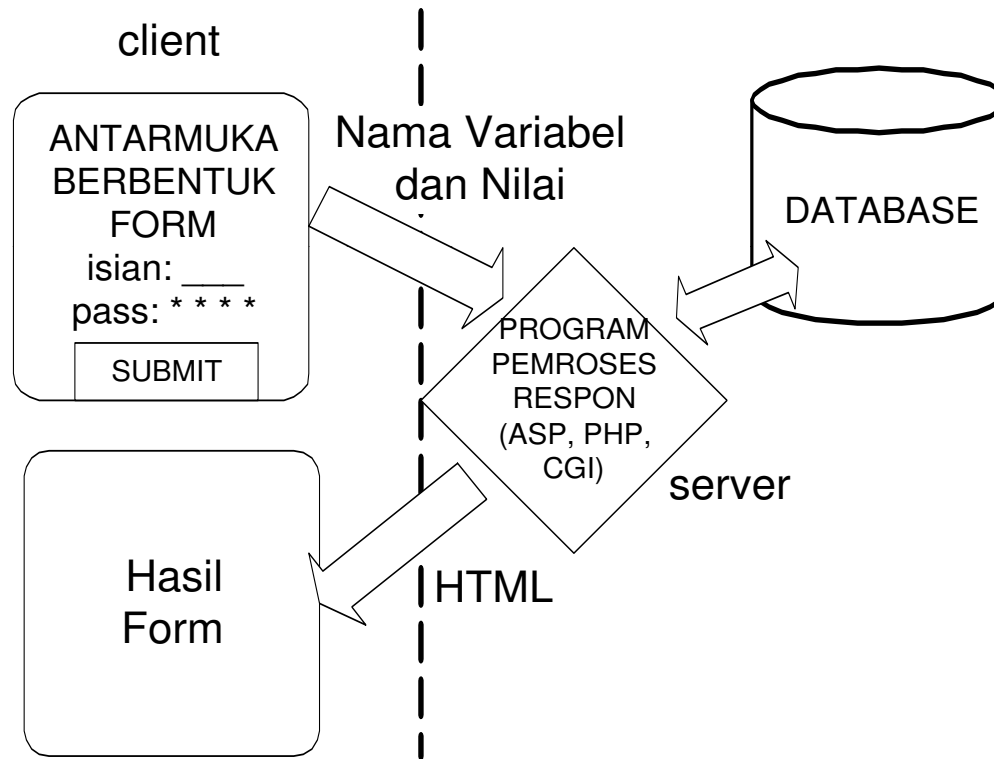 client
ANTARMUKA
BERBENTUK
FORM
isian: ___
pass: * * * *
SUBMIT
Nama Variabel
dan Nilai
DATABASE
PROGRAM
PEMROSES
RESPON
(ASP, PHP,
CGI)
server
HTML
Hasil
Form